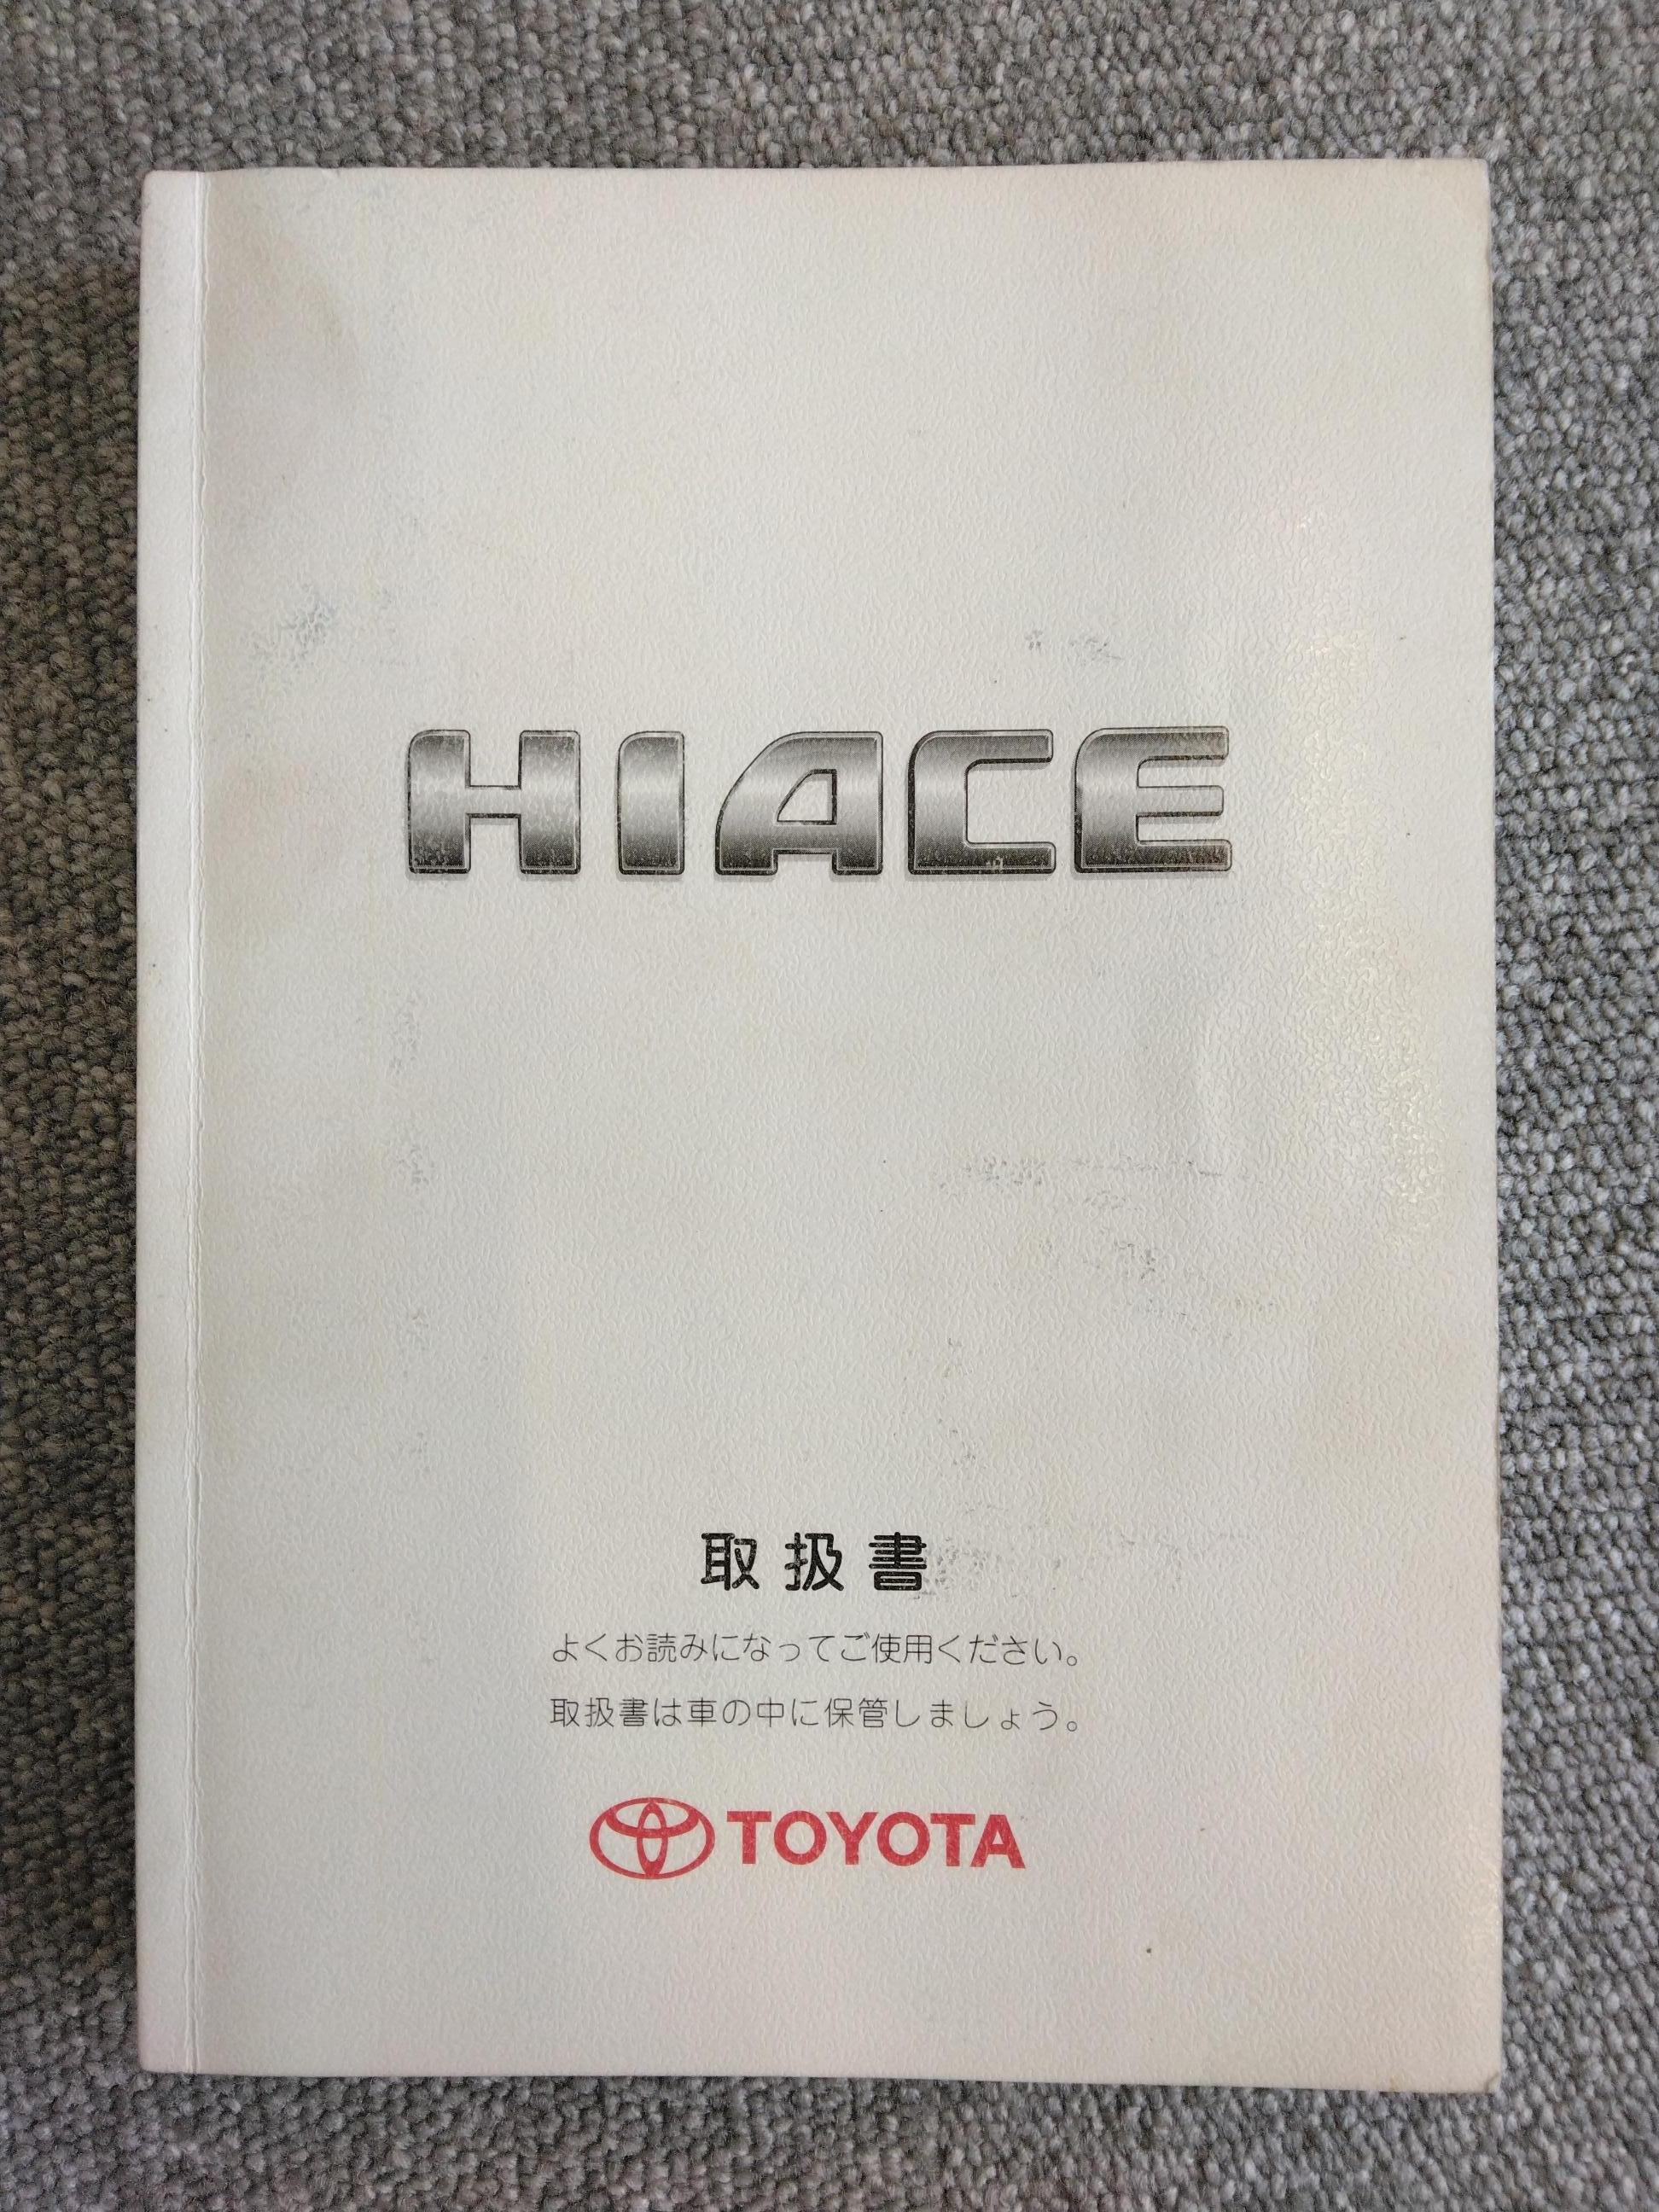 HIACE
取扱書
よくお読みになってご使用ください。
取扱書は車の中に保管しましょう。
TOYOTA